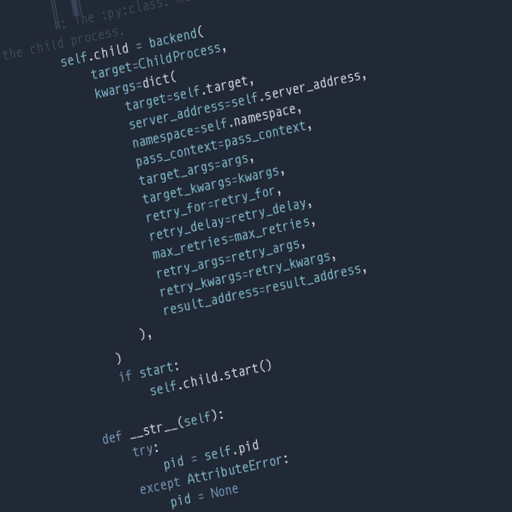 #: The :py:class:
the child process.
self.child = backend(
target=ChildProcess,
kwargs=dict(
target=self.target,
server_address=self.server_address,
namespace=self.namespace,
pass_context=pass_context,
target_args=args,
target_kwargs=kwargs,
retry_for=retry_for,
retry_delay=retry_delay,
max_retries=max_retries,
retry_args=retry_args,
retry_kwargs=retry_kwargs,
result_address=result_address,
),
)
if start:
self.child.start()
def __str__(self):
try:
pid = self.pid
except AttributeError:
pid = None